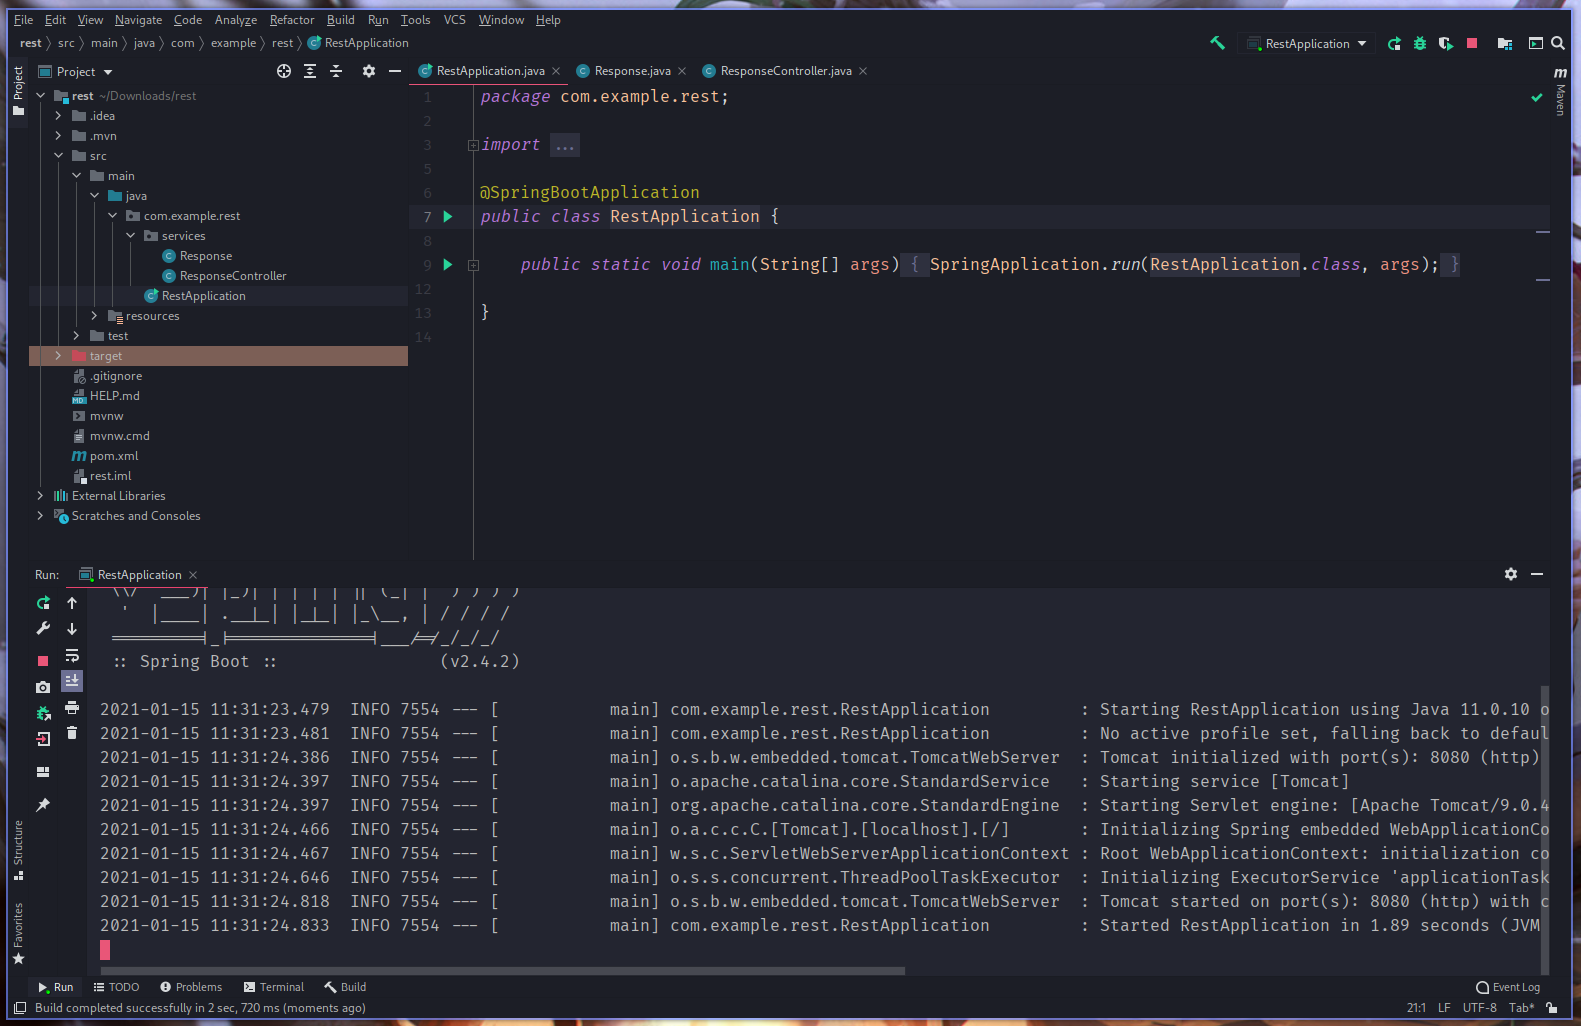 File Edit View Navigate Code Analyze Refactor Build Run Tools VCS Window Help
rest src main java com example rest RestApplication
RestApplication
Project
RestApplication.java
Response.java
ResponseController.java
Project
Maven
rest ~/Downloads/rest
.idea
.mvn
src
main
java
com.example.rest
services
Response
ResponseController
RestApplication
resources
test
target
.gitignore
HELP.md
mvnw
mvnw.cmd
pom.xml
rest.iml
External Libraries
Scratches and Consoles
1 package com.example.rest;
2
3 import ...
5
6 @SpringBootApplication
7 public class RestApplication {
8
9 public static void main(String[] args) { SpringApplication.run(RestApplication.class, args); }
12
13 }
14
Run: RestApplication
:: Spring Boot :: (v2.4.2)
2021-01-15 11:31:23.479 INFO 7554 --- [ main] com.example.rest.RestApplication : Starting RestApplication using Java 11.0.10 o
2021-01-15 11:31:23.481 INFO 7554 --- [ main] com.example.rest.RestApplication : No active profile set, falling back to defaul
2021-01-15 11:31:24.386 INFO 7554 --- [ main] o.s.b.w.embedded.tomcat.TomcatWebServer : Tomcat initialized with port(s): 8080 (http)
2021-01-15 11:31:24.397 INFO 7554 --- [ main] o.apache.catalina.core.StandardService : Starting service [Tomcat]
2021-01-15 11:31:24.397 INFO 7554 --- [ main] org.apache.catalina.core.StandardEngine : Starting Servlet engine: [Apache Tomcat/9.0.4
2021-01-15 11:31:24.466 INFO 7554 --- [ main] o.a.c.c.C.[Tomcat].[localhost].[/] : Initializing Spring embedded WebApplicationCo
2021-01-15 11:31:24.467 INFO 7554 --- [ main] w.s.c.ServletWebServerApplicationContext : Root WebApplicationContext: initialization co
2021-01-15 11:31:24.646 INFO 7554 --- [ main] o.s.s.concurrent.ThreadPoolTaskExecutor : Initializing ExecutorService 'applicationTask
2021-01-15 11:31:24.818 INFO 7554 --- [ main] o.s.b.w.embedded.tomcat.TomcatWebServer : Tomcat started on port(s): 8080 (http) with c
2021-01-15 11:31:24.833 INFO 7554 --- [ main] com.example.rest.RestApplication : Started RestApplication in 1.89 seconds (JVM
Structure
Favorites
Run TODO Problems Terminal Build Event Log
Build completed successfully in 2 sec, 720 ms (moments ago) 21:1 LF UTF-8 Tab*